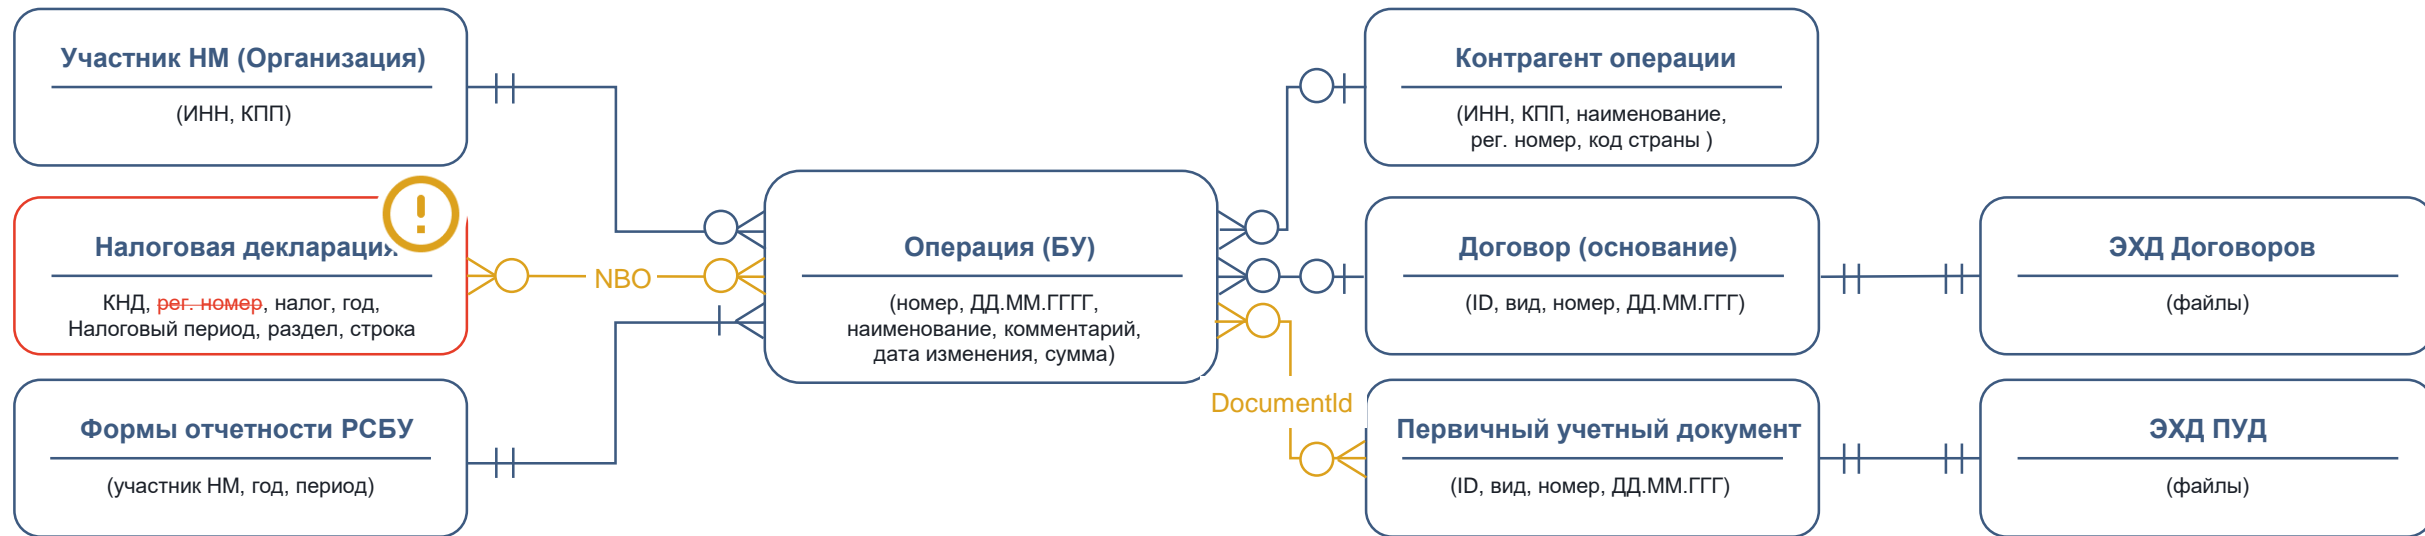 Участник НМ (Организация)
(ИНН, КПП)
Налоговая декларация
КНД, рег. номер, налог, год,
Налоговый период, раздел, строка
Формы отчетности РСБУ
(участник НМ, год, период)
NBO
Операция (БУ)
(номер, ДД.ММ.ГГГГ,
наименование, комментарий,
дата изменения, сумма)
DocumentId
Контрагент операции
(ИНН, КПП, наименование,
рег. номер, код страны )
Договор (основание)
(ID, вид, номер, ДД.ММ.ГГГ)
Первичный учетный документ
(ID, вид, номер, ДД.ММ.ГГГ)
ЭХД Договоров
(файлы)
ЭХД ПУД
(файлы)